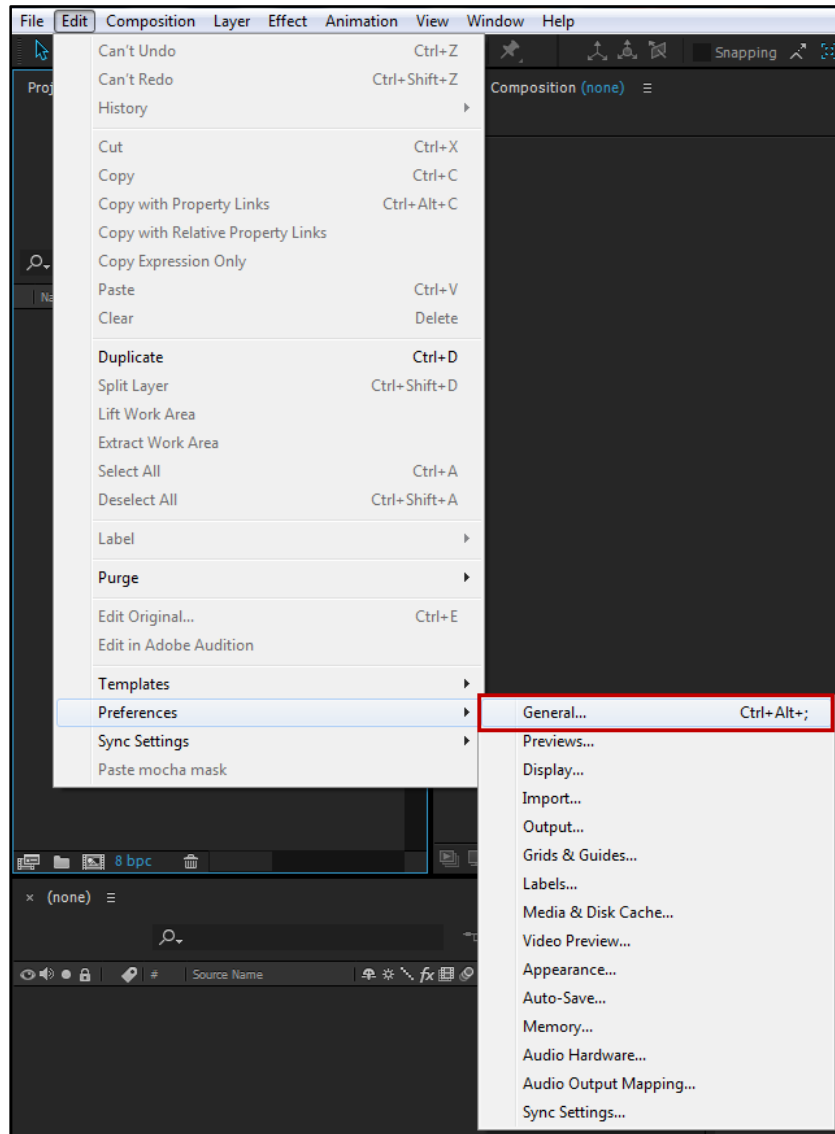 File Edit Composition Layer Effect Animation View Window Help
Snapping
Proj
Composition (none)
Can't Undo Ctrl+Z
Can't Redo Ctrl+Shift+Z
History
Cut Ctrl+X
Copy Ctrl+C
Copy with Property Links Ctrl+Alt+C
Copy with Relative Property Links
Copy Expression Only
Paste Ctrl+V
Na
Clear Delete
Duplicate Ctrl+D
Split Layer Ctrl+Shift+D
Lift Work Area
Extract Work Area
Select All Ctrl+A
Deselect All Ctrl+Shift+A
Label
Purge
Edit Original... Ctrl+E
Edit in Adobe Audition
Templates
Preferences
Sync Settings
Paste mocha mask
General... Ctrl+Alt+;
Previews...
Display...
Import...
Output...
Grids & Guides...
Labels...
Media & Disk Cache...
Video Preview...
Appearance...
Auto-Save...
Memory...
Audio Hardware...
Audio Output Mapping...
Sync Settings...
8 bpc
× (none)
# Source Name fx